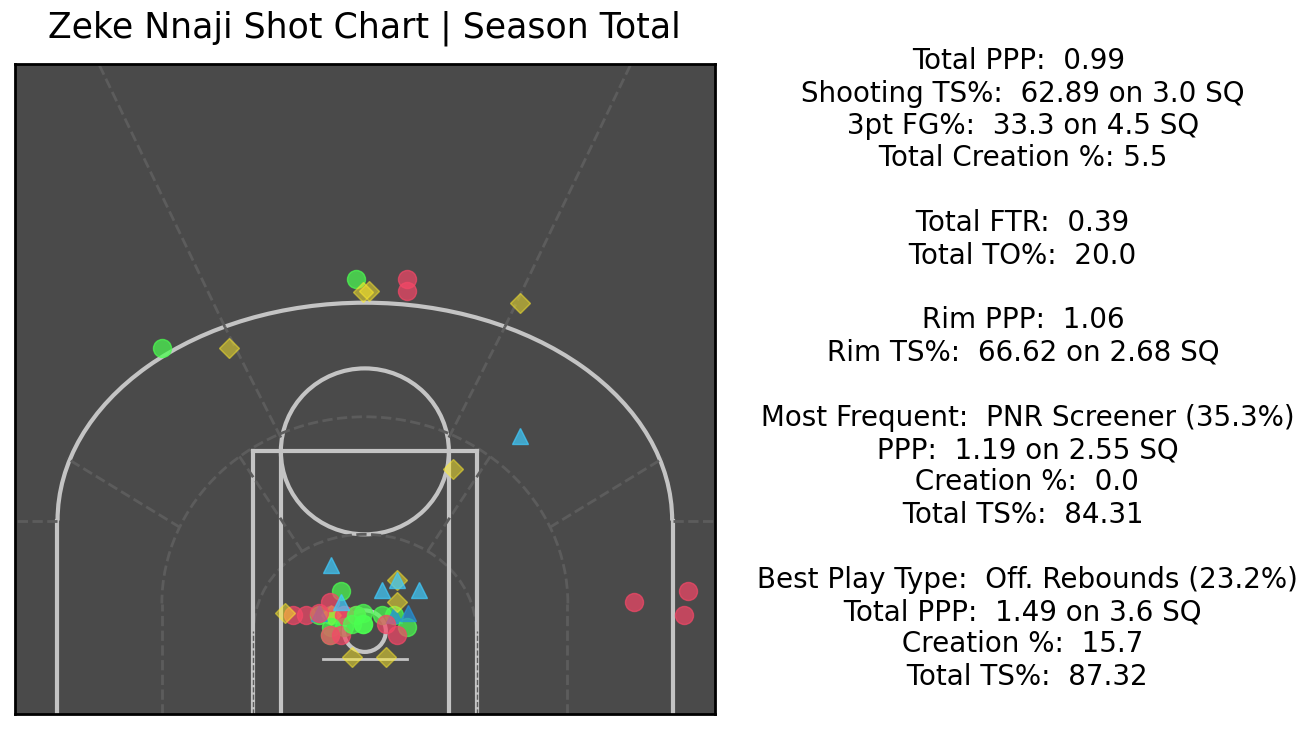 Zeke Nnaji Shot Chart | Season Total
Total PPP:  0.99
Shooting TS%:  62.89 on 3.0 SQ
3pt FG%:  33.3 on 4.5 SQ
Total Creation %: 5.5
Total FTR:  0.39
Total TO%:  20.0
Rim PPP:  1.06
Rim TS%:  66.62 on 2.68 SQ
Most Frequent:  PNR Screener (35.3%)
PPP:  1.19 on 2.55 SQ
Creation %:  0.0
Total TS%:  84.31
Best Play Type:  Off. Rebounds (23.2%)
Total PPP:  1.49 on 3.6 SQ
Creation %:  15.7
Total TS%:  87.32